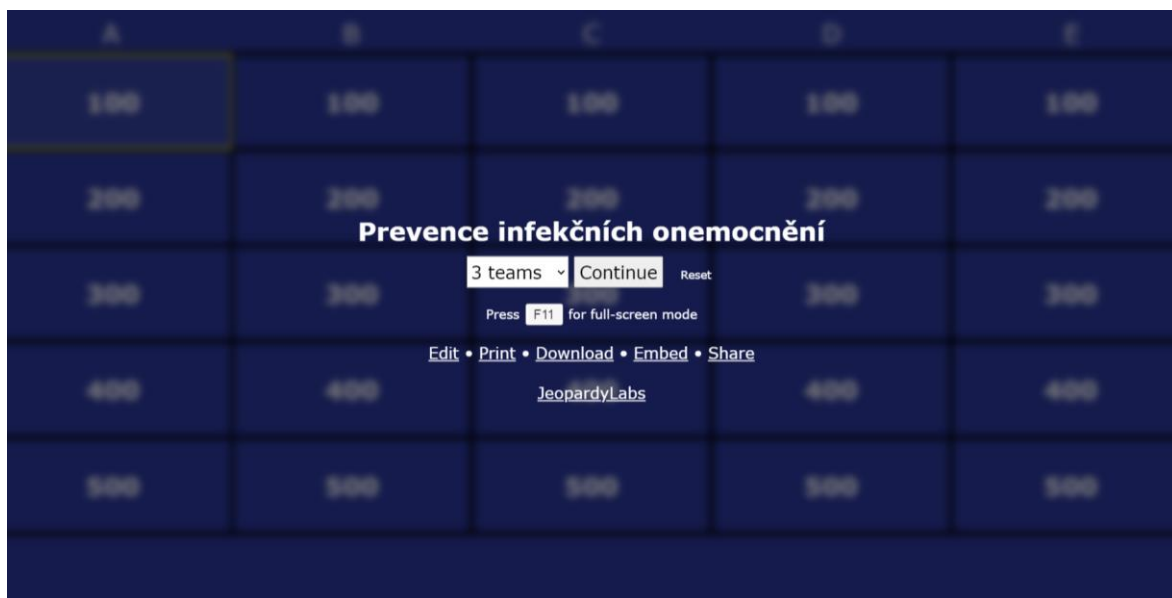 A B C D E
100 100 100 100 100
200 200 200 200 200
Prevence infekčních onemocnění
3 teams Continue Reset
300 300 300 300
Press F11 for full-screen mode
Edit • Print • Download • Embed • Share
400 400 400 400
JeopardyLabs
500 500 500 500 500